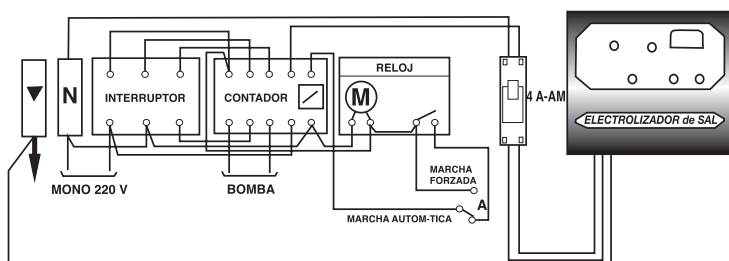 RELOJ
N
INTERRUPTOR
CONTADOR
M
4 A-AM
ELECTROLIZADOR de SAL
MARCHA
FORZADA
MONO 220 V
BOMBA
A
MARCHA AUTOM-TICA